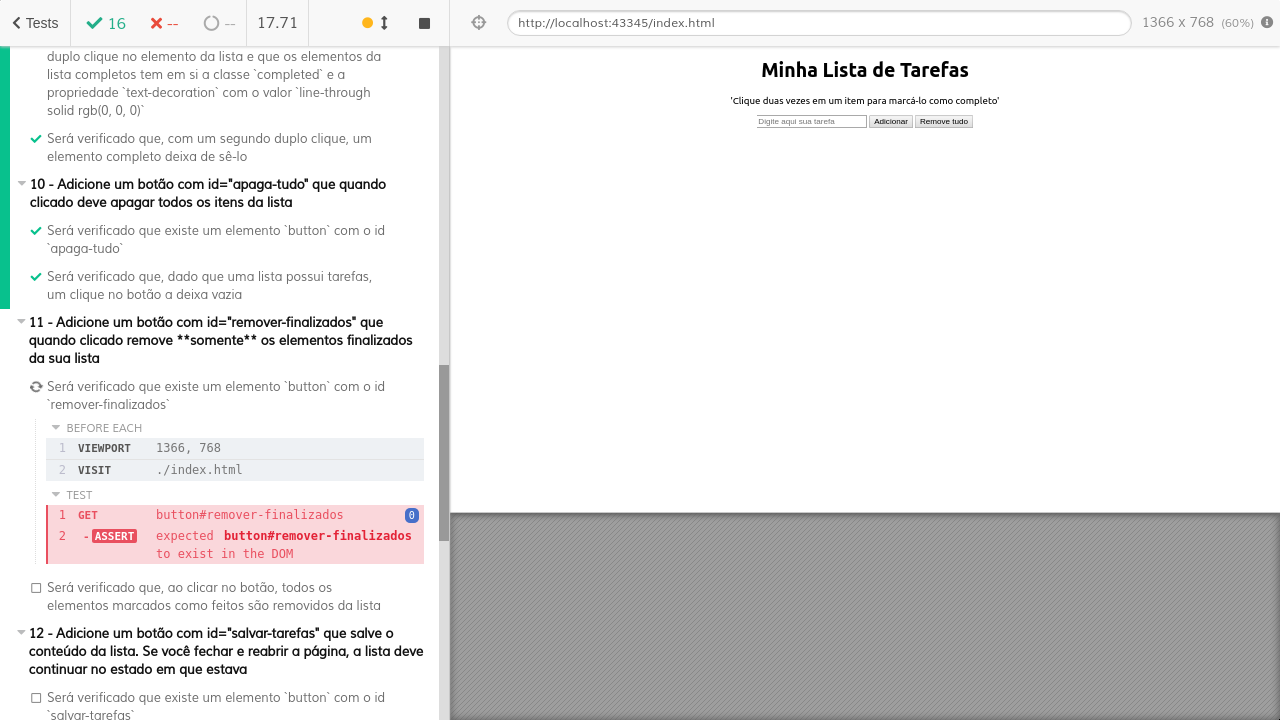 Tests
16
--
--
17.71
duplo clique no elemento da lista e que os elementos da
lista completos tem em si a classe `completed` e a
propriedade `text-decoration` com o valor `line-through
solid rgb(0, 0, 0)`
Será verificado que, com um segundo duplo clique, um
elemento completo deixa de sê-lo
10 - Adicione um botão com id="apaga-tudo" que quando
clicado deve apagar todos os itens da lista
Será verificado que existe um elemento `button` com o id
`apaga-tudo`
Será verificado que, dado que uma lista possui tarefas,
um clique no botão a deixa vazia
11 - Adicione um botão com id="remover-finalizados" que
quando clicado remove **somente** os elementos finalizados
da sua lista
Será verificado que existe um elemento `button` com o id
`remover-finalizados`
BEFORE EACH
1 VIEWPORT 1366, 768
2 VISIT ./index.html
TEST
1 GET button#remover-finalizados 0
2 -ASSERT expected button#remover-finalizados
to exist in the DOM
Será verificado que, ao clicar no botão, todos os
elementos marcados como feitos são removidos da lista
12 - Adicione um botão com id="salvar-tarefas" que salve o
conteúdo da lista. Se você fechar e reabrir a página, a lista deve
continuar no estado em que estava
Será verificado que existe um elemento `button` com o id
`salvar-tarefas`
http://localhost:43345/index.html
1366 x 768 (60%)
Minha Lista de Tarefas
'Clique duas vezes em um item para marcá-lo como completo'
Digite aqui sua tarefa Adicionar Remove tudo